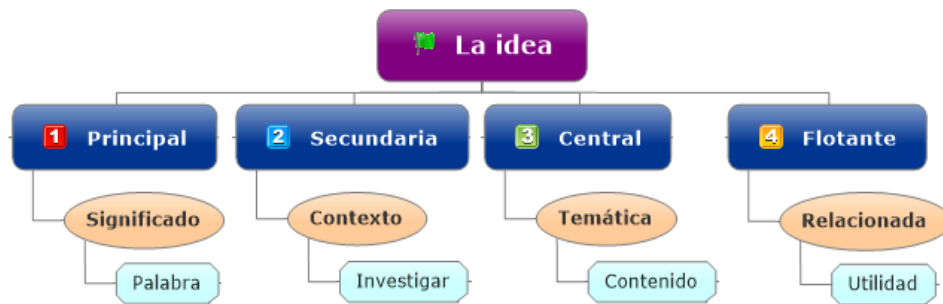 La idea
1 Principal
2 Secundaria
3 Central
4 Flotante
Significado
Contexto
Temática
Relacionada
Palabra
Investigar
Contenido
Utilidad